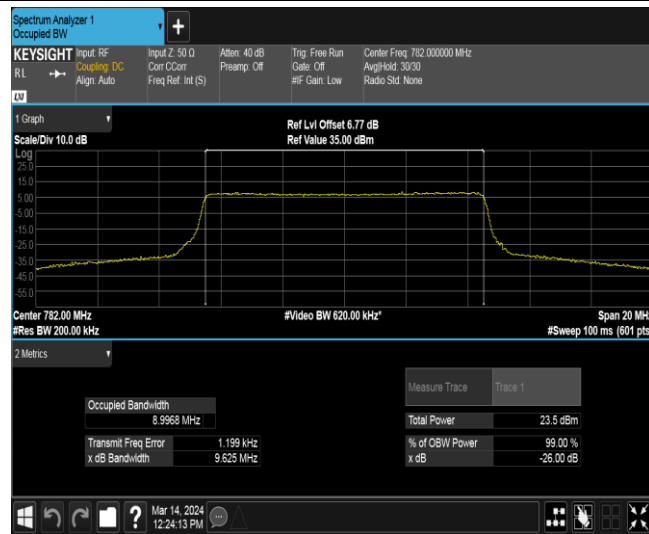 Spectrum Analyzer 1
Occupied BW
+
KEYSIGHT Input: RF Input Z: 50 Ω Atten: 40 dB Trig: Free Run Center Freq: 782.000000 MHz
RL Coupling: DC Corr CCorr Preamp: Off Gate: Off Avg|Hold: 30/30
Align: Auto Freq Ref: Int (S) #IF Gain: Low Radio Std: None
LXI
1 Graph
Ref Lvl Offset 6.77 dB
Scale/Div 10.0 dB Ref Value 35.00 dBm
Log
25.0
15.0
5.00
-5.00
-15.0
-25.0
-35.0
-45.0
-55.0
Center 782.00 MHz #Video BW 620.00 kHz* Span 20 MHz
#Res BW 200.00 kHz #Sweep 100 ms (601 pts
2 Metrics
Measure Trace Trace 1
Occupied Bandwidth
8.9968 MHz Total Power 23.5 dBm
Transmit Freq Error 1.199 kHz % of OBW Power 99.00 %
x dB Bandwidth 9.625 MHz x dB -26.00 dB
? Mar 14, 2024
12:24:13 PM